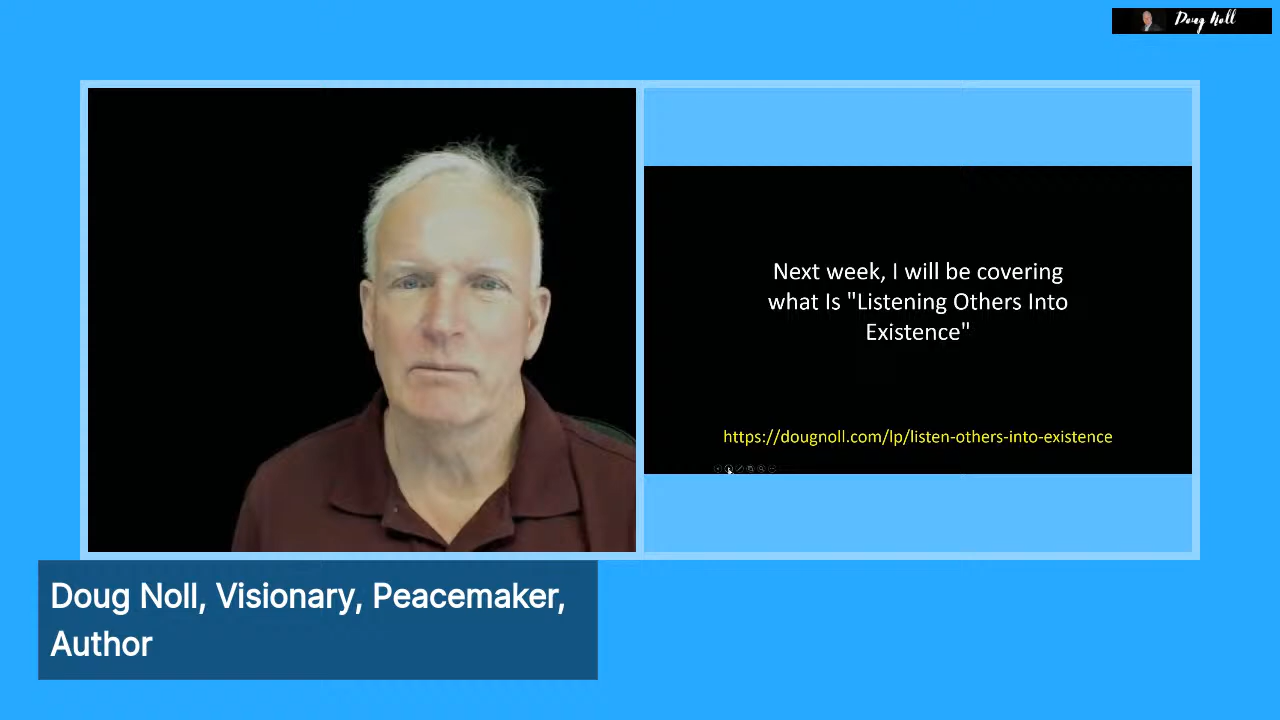 Doug Noll
Next week, I will be covering
what Is "Listening Others Into
Existence"
https://dougnoll.com/lp/listen-others-into-existence
Doug Noll, Visionary, Peacemaker,
Author